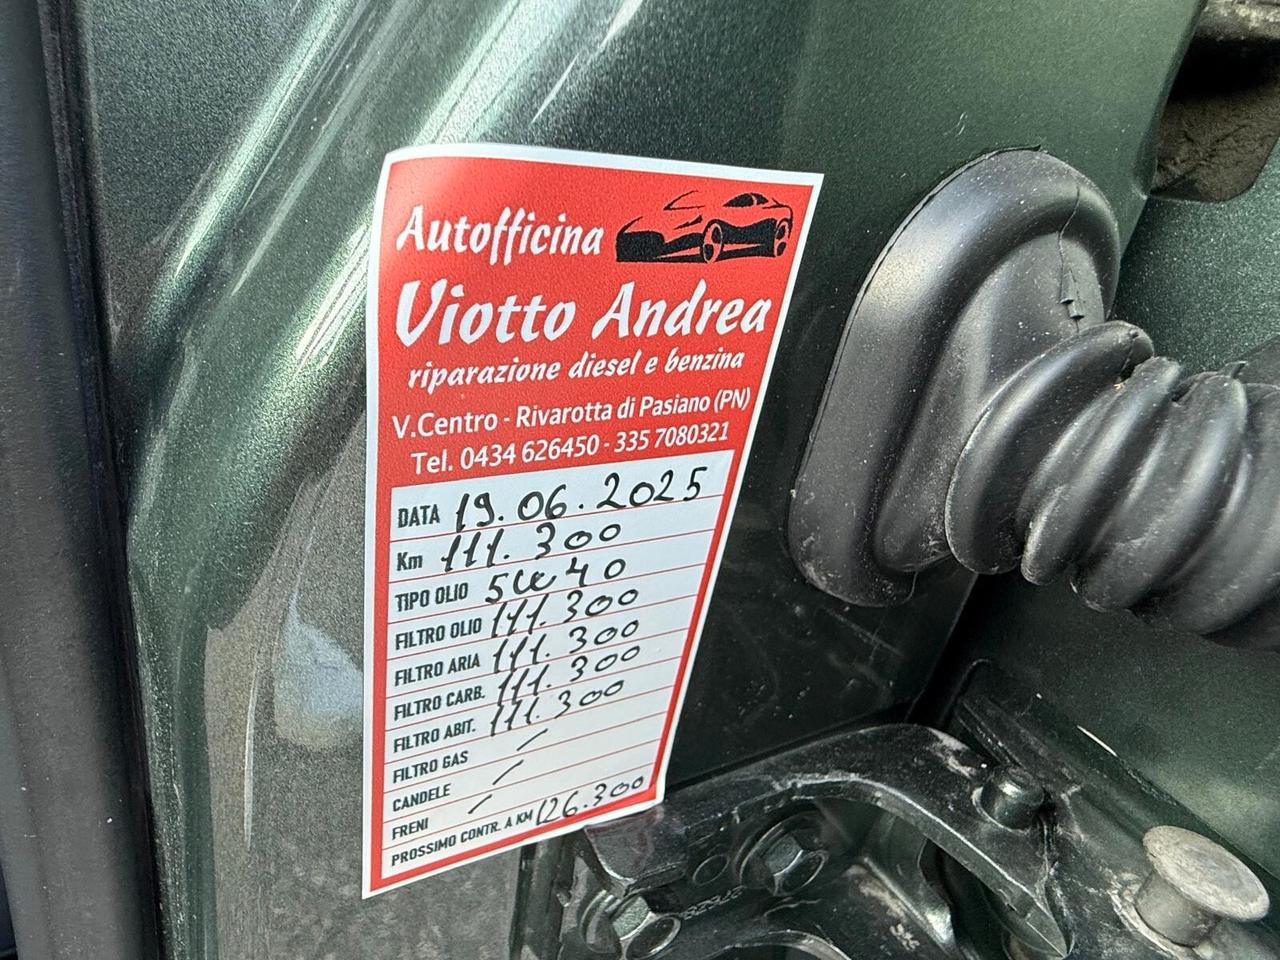 Autofficina
Viotto Andrea
riparazione diesel e benzina
V.Centro - Rivarotta di Pasiano (PN)
Tel. 0434 626450 - 335 7080321
DATA 19.06.2025
Km 111.300
TIPO OLIO 5W40
FILTRO OLIO 111.300
FILTRO ARIA 111.300
FILTRO CARB. 111.300
FILTRO ABIT. 111.300
FILTRO GAS /
CANDELE /
FRENI /
PROSSIMO CONTR. A KM 126.300